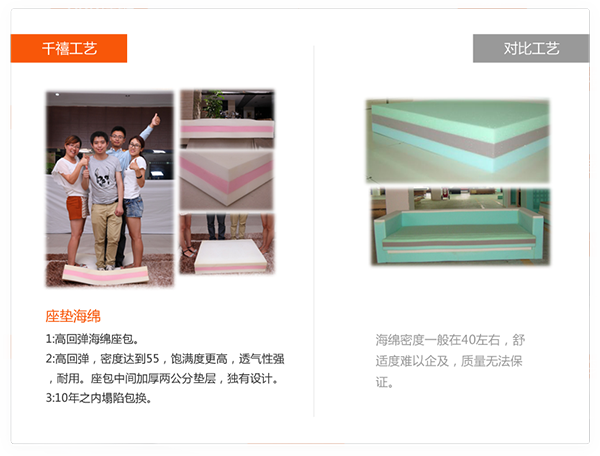 千禧工艺
对比工艺
座垫海绵
1:高回弹海绵座包。
2:高回弹，密度达到55，饱满度更高，透气性强
，耐用。座包中间加厚两公分垫层，独有设计。
3:10年之内塌陷包换。
海绵密度一般在40左右，舒
适度难以企及，质量无法保
证。